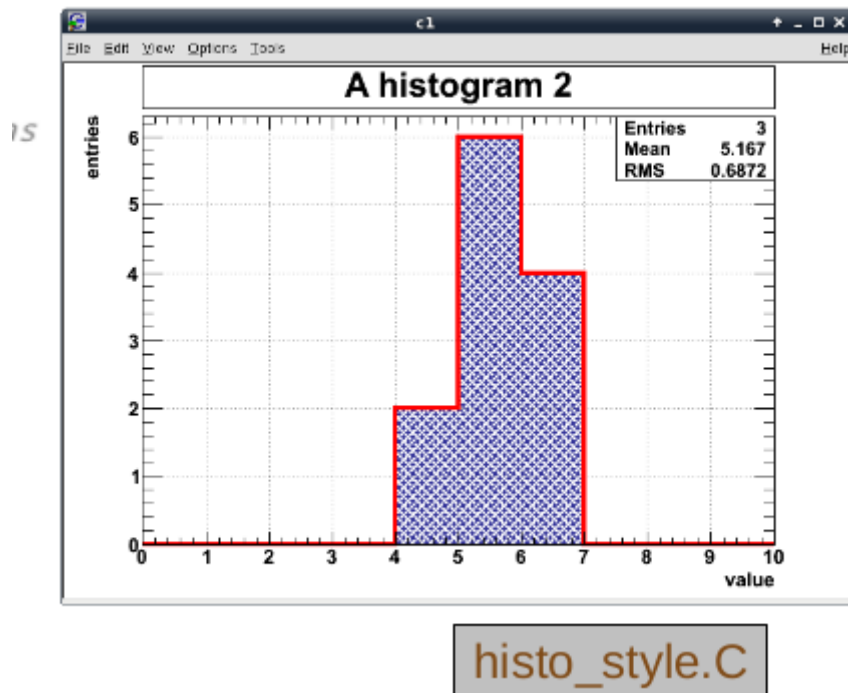 c1
File Edit View Options Tools Help
A histogram 2
ns
entries
Entries 3
Mean 5.167
RMS 0.6872
6
5
4
3
2
1
0
0 1 2 3 4 5 6 7 8 9 10
value
histo_style.C